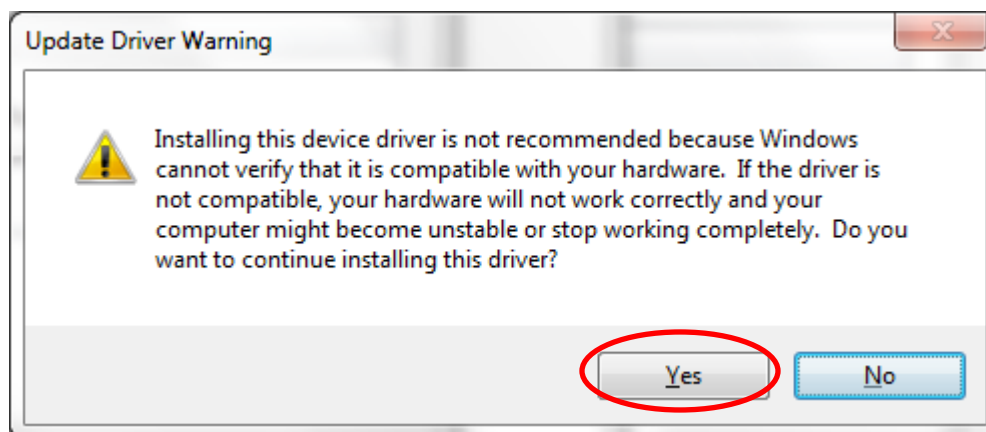 Update Driver Warning
Installing this device driver is not recommended because Windows
cannot verify that it is compatible with your hardware.  If the driver is
not compatible, your hardware will not work correctly and your
computer might become unstable or stop working completely.  Do you
want to continue installing this driver?
Yes
No